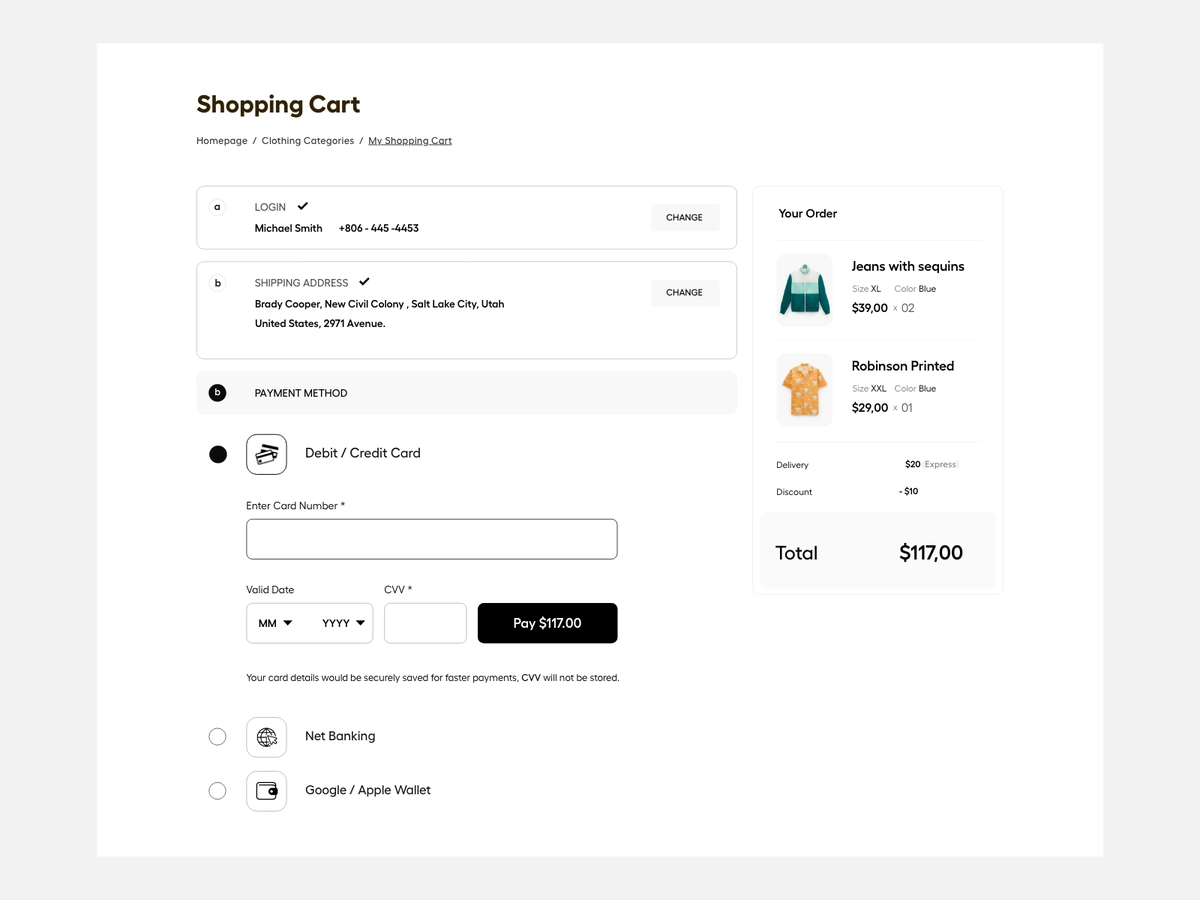 Shopping Cart
Homepage / Clothing Categories / My Shopping Cart
a
LOGIN
Michael Smith +806 - 445 -4453
CHANGE
b
SHIPPING ADDRESS
Brady Cooper, New Civil Colony , Salt Lake City, Utah
United States, 2971 Avenue.
CHANGE
b
PAYMENT METHOD
Debit / Credit Card
Enter Card Number *
Valid Date
CVV *
MM YYYY
Pay $117.00
Your card details would be securely saved for faster payments, CVV will not be stored.
Net Banking
Google / Apple Wallet
Your Order
Jeans with sequins
Size XL Color Blue
$39,00 x 02
Robinson Printed
Size XXL Color Blue
$29,00 x 01
Delivery $20 Express
Discount - $10
Total $117,00